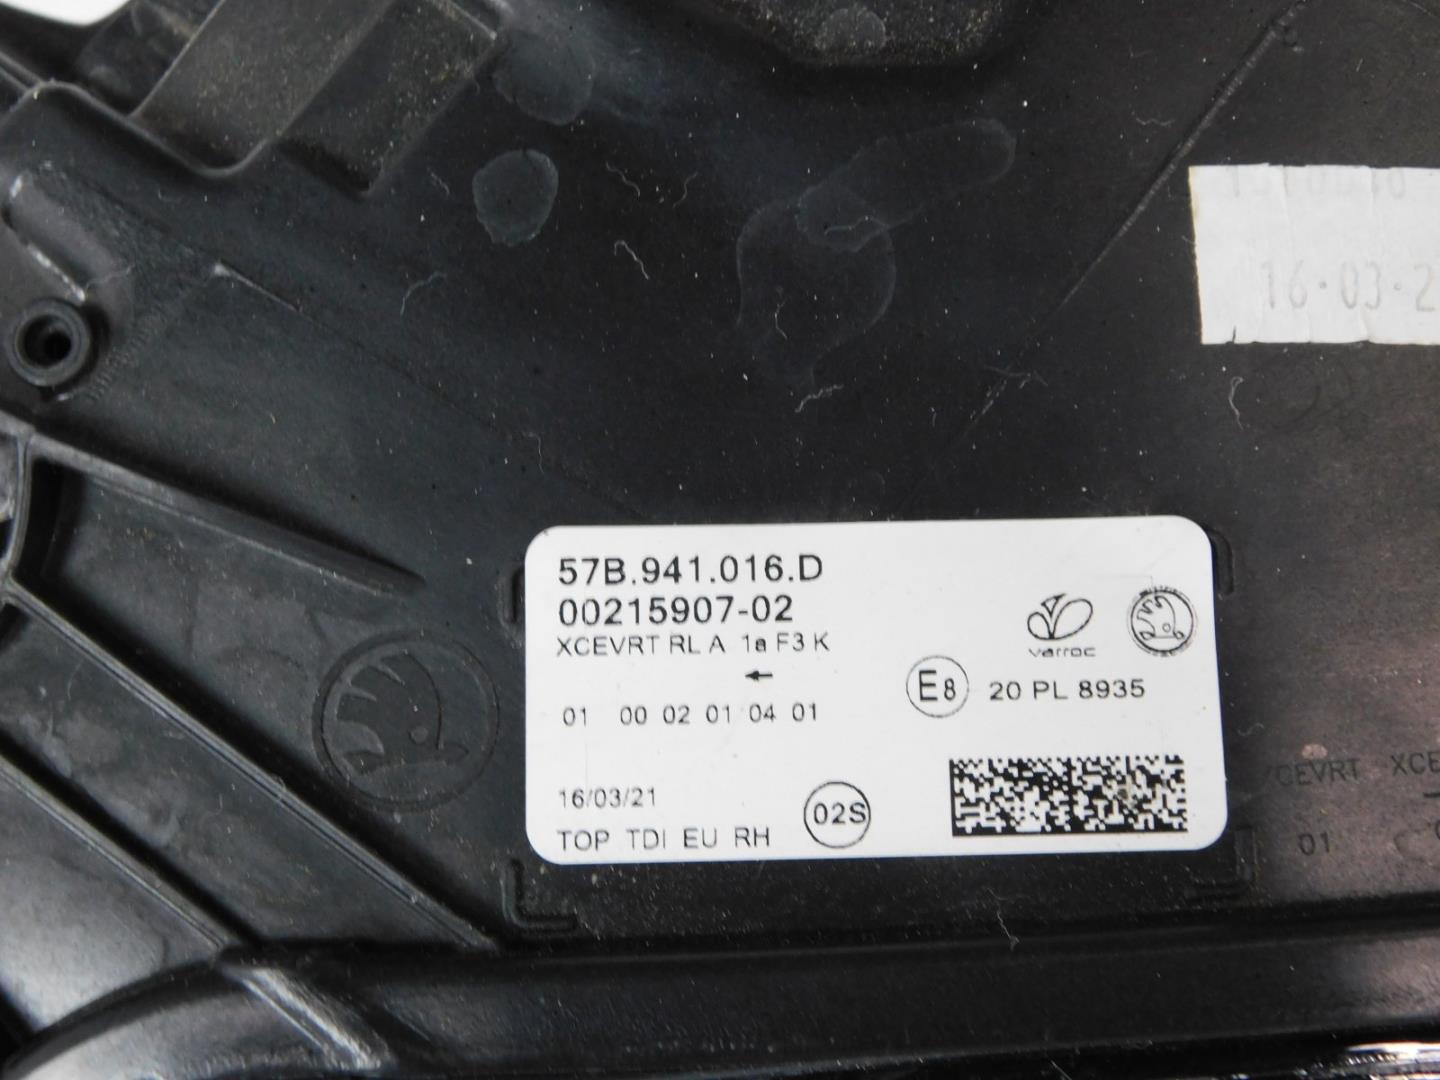 16.03.2
57B.941.016.D
00215907-02
XCEVRT RL A 1a F3 K
01 00 02 01 04 01
varroc
E8 20 PL 8935
16/03/21
02S
TOP TDI EU RH
CEVRT XCE
01